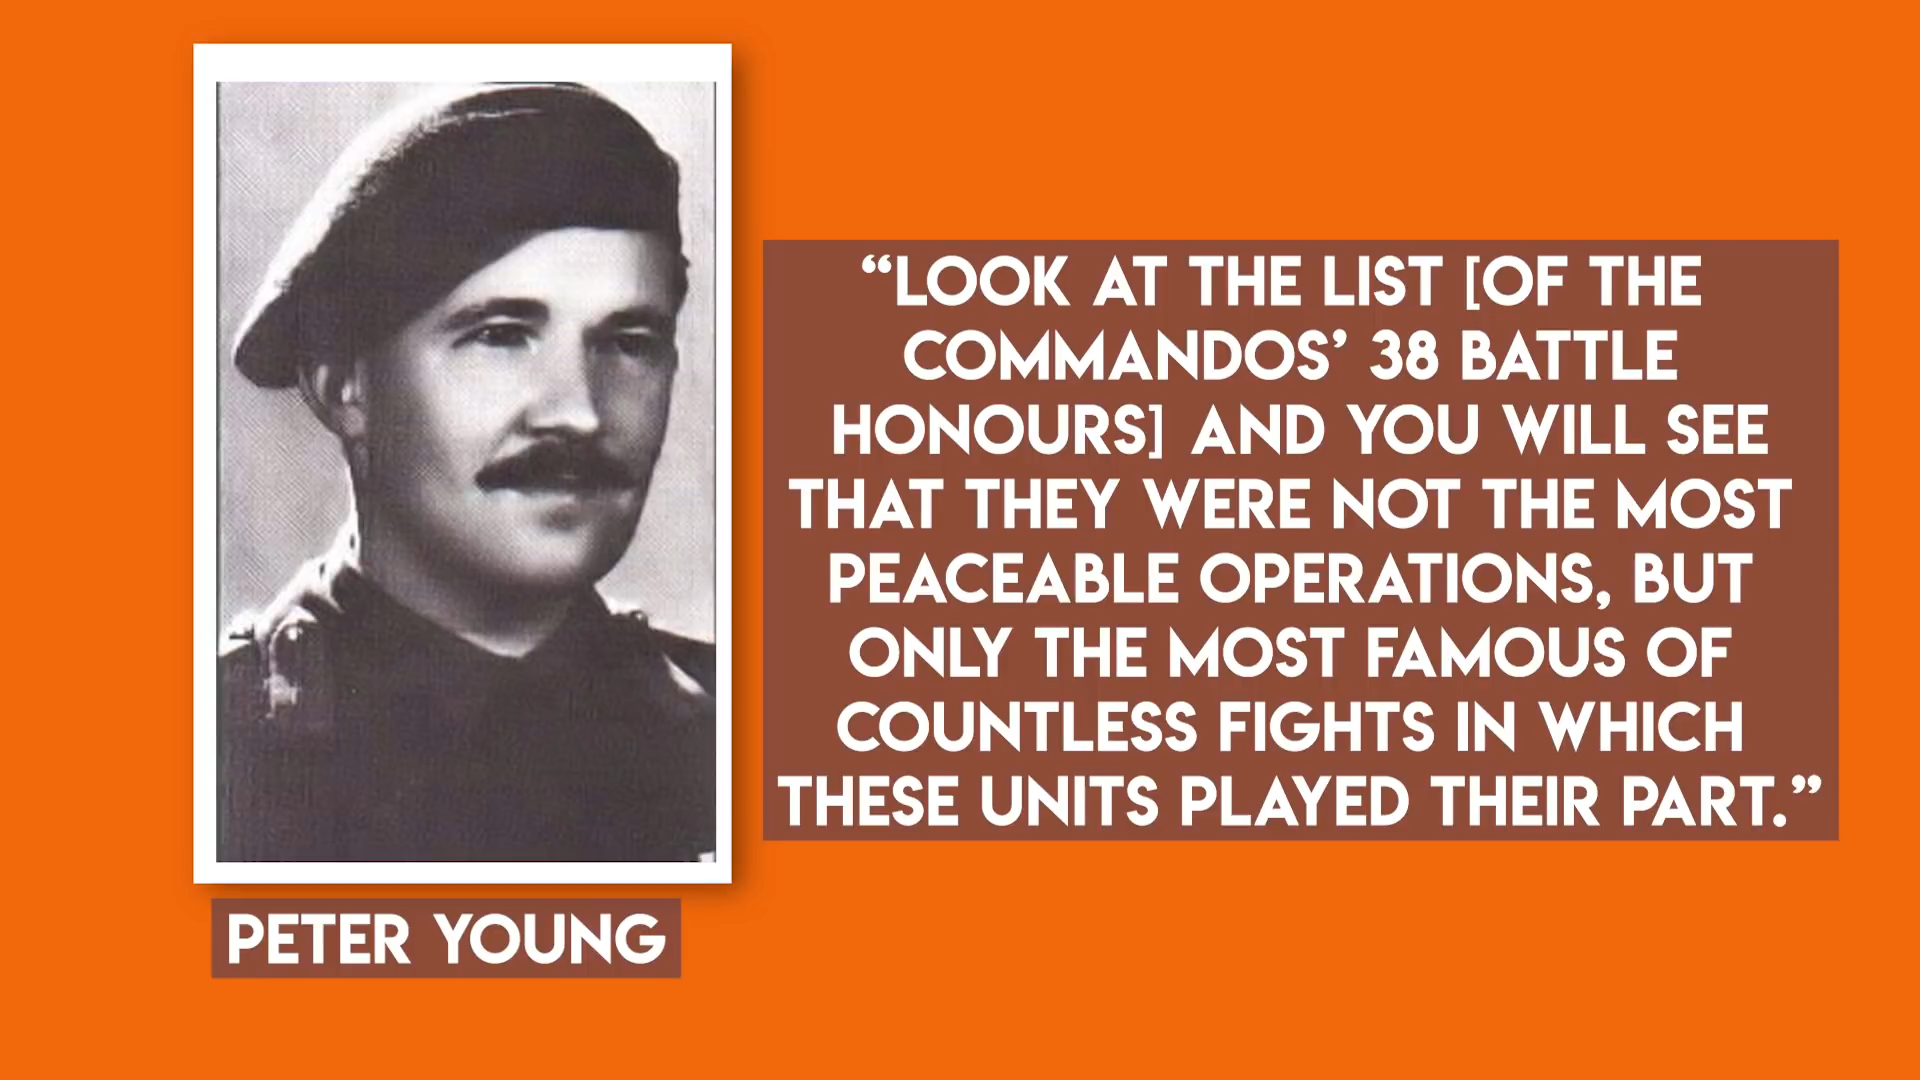 “LOOK AT THE LIST [OF THE
COMMANDOS’ 38 BATTLE
HONOURS] AND YOU WILL SEE
THAT THEY WERE NOT THE MOST
PEACEABLE OPERATIONS, BUT
ONLY THE MOST FAMOUS OF
COUNTLESS FIGHTS IN WHICH
THESE UNITS PLAYED THEIR PART.”
PETER YOUNG